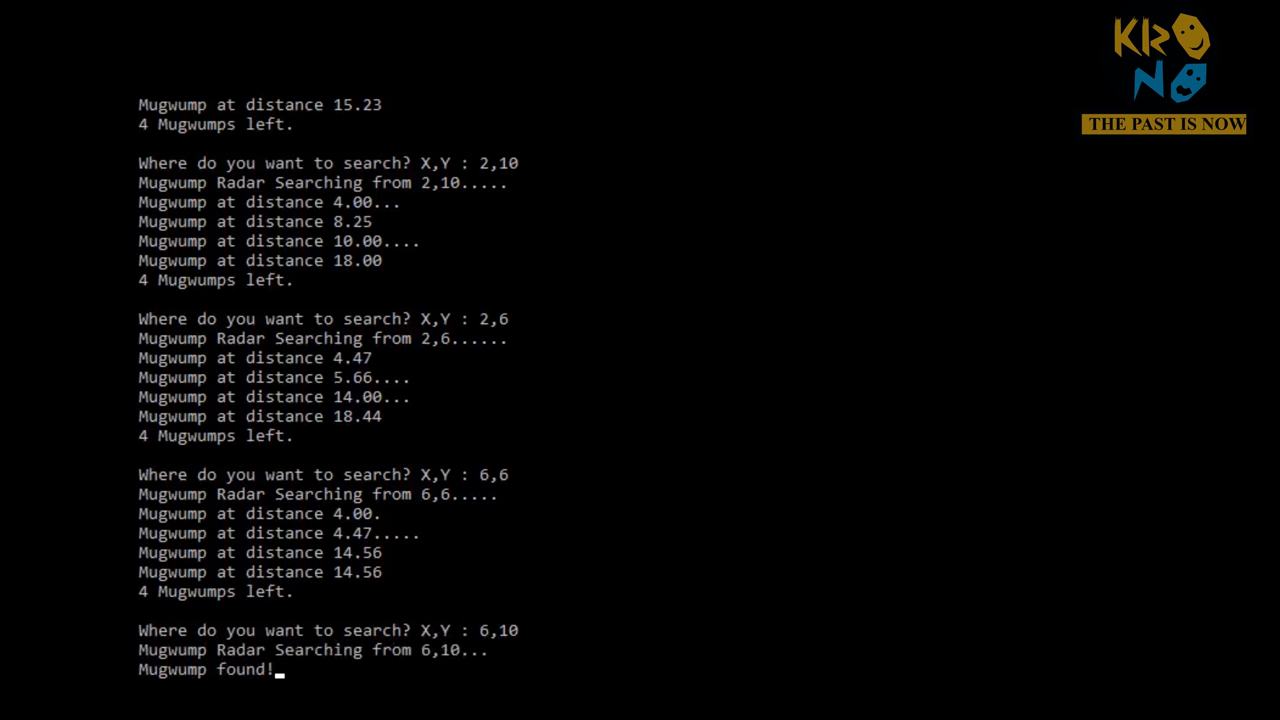 KRONO
THE PAST IS NOW
Mugwump at distance 15.23
4 Mugwumps left.
Where do you want to search? X,Y : 2,10
Mugwump Radar Searching from 2,10.....
Mugwump at distance 4.00...
Mugwump at distance 8.25
Mugwump at distance 10.00....
Mugwump at distance 18.00
4 Mugwumps left.
Where do you want to search? X,Y : 2,6
Mugwump Radar Searching from 2,6......
Mugwump at distance 4.47
Mugwump at distance 5.66....
Mugwump at distance 14.00...
Mugwump at distance 18.44
4 Mugwumps left.
Where do you want to search? X,Y : 6,6
Mugwump Radar Searching from 6,6.....
Mugwump at distance 4.00.
Mugwump at distance 4.47.....
Mugwump at distance 14.56
Mugwump at distance 14.56
4 Mugwumps left.
Where do you want to search? X,Y : 6,10
Mugwump Radar Searching from 6,10...
Mugwump found!